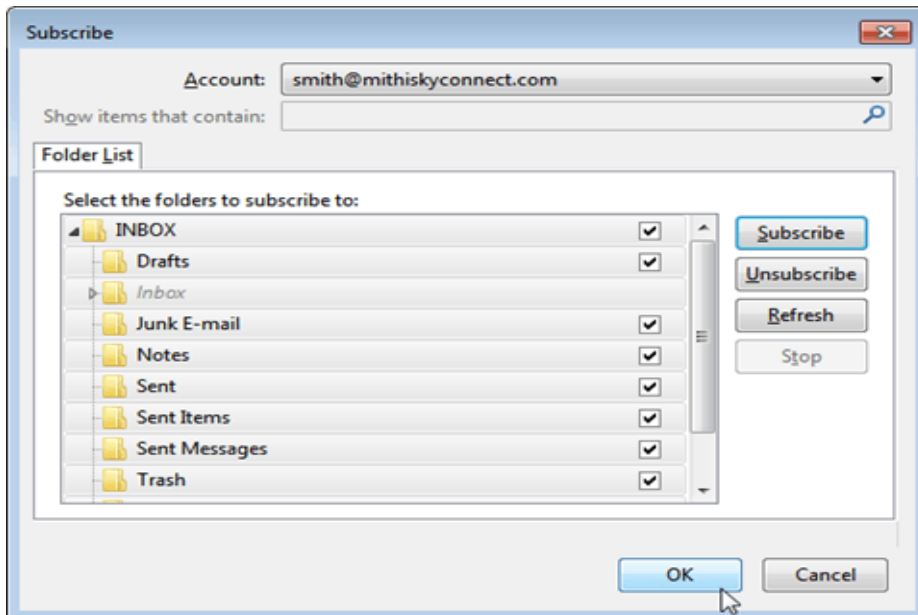 Subscribe
Account: smith@mithiskyconnect.com
Show items that contain:
Folder List
Select the folders to subscribe to:
INBOX
Drafts
Inbox
Junk E-mail
Notes
Sent
Sent Items
Sent Messages
Trash
Subscribe
Unsubscribe
Refresh
Stop
OK Cancel